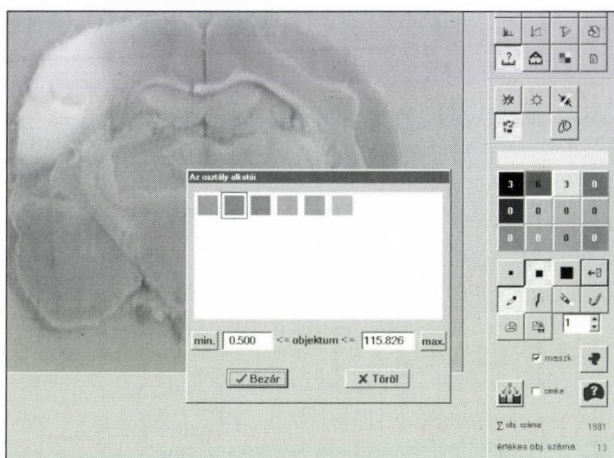 Az osztály alkotói
3 6 3 0
0 0 0 0
0 0 0 0
min. 0.500 <= objektum <= 115.826 max.
1
Bezár Töröl
maszk
cimke
Σ obj. száma: 1981
értékes obj. száma: 13